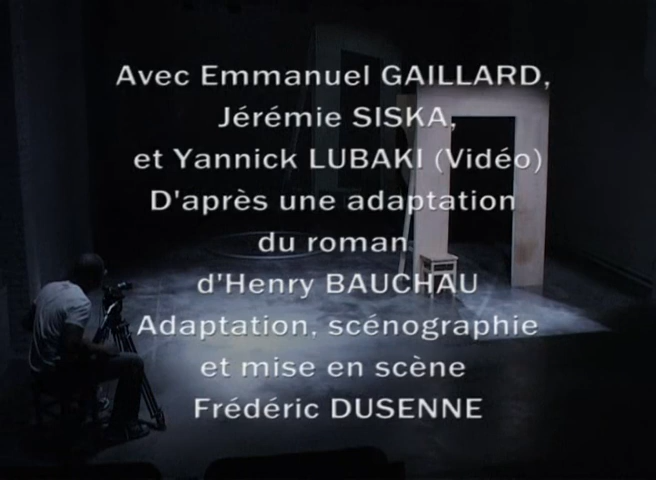 Avec Emmanuel GAILLARD,
Jérémie SISKA,
et Yannick LUBAKI (Vidéo)
D'après une adaptation
du roman
d'Henry BAUCHAU
Adaptation, scénographie
et mise en scène
Frédéric DUSENNE